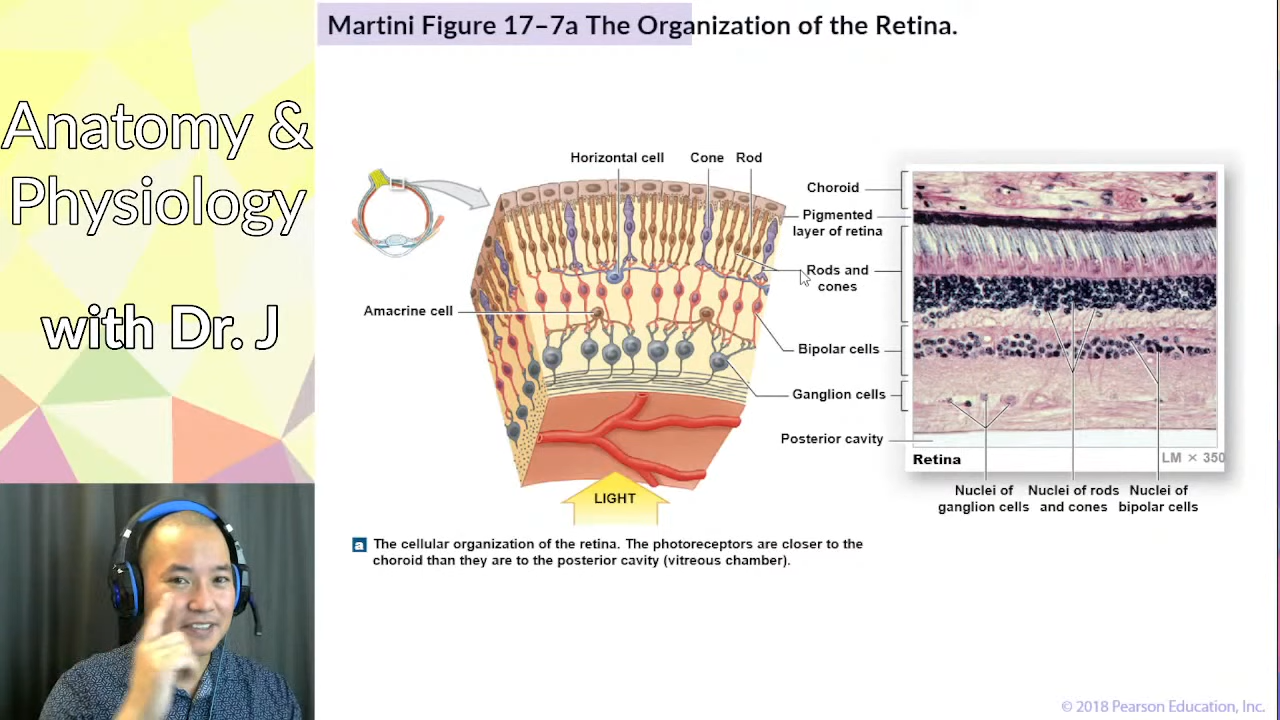 Martini Figure 17–7a The Organization of the Retina.
Anatomy &
Physiology
with Dr. J
Horizontal cell
Cone
Rod
Amacrine cell
Choroid
Pigmented
layer of retina
Rods and
cones
Bipolar cells
Ganglion cells
Posterior cavity
LIGHT
Retina
LM × 350
Nuclei of
ganglion cells
Nuclei of rods
and cones
Nuclei of
bipolar cells
a The cellular organization of the retina. The photoreceptors are closer to the
choroid than they are to the posterior cavity (vitreous chamber).
© 2018 Pearson Education, Inc.